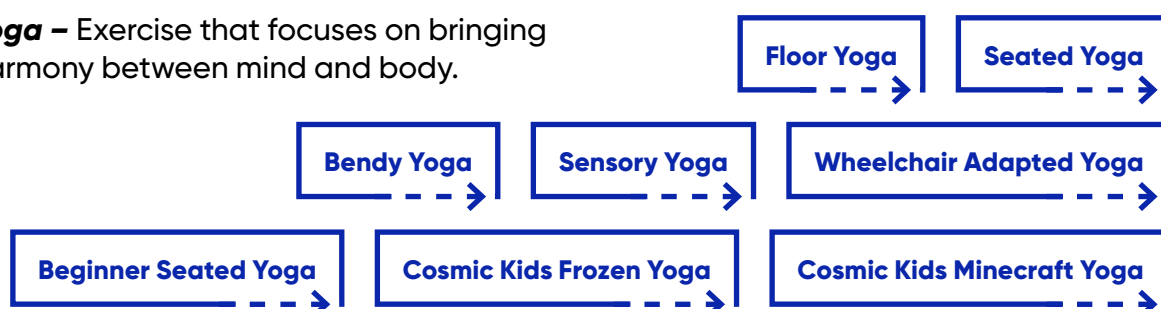 oga – Exercise that focuses on bringing
armony between mind and body.
Floor Yoga
Seated Yoga
Bendy Yoga
Sensory Yoga
Wheelchair Adapted Yoga
Beginner Seated Yoga
Cosmic Kids Frozen Yoga
Cosmic Kids Minecraft Yoga